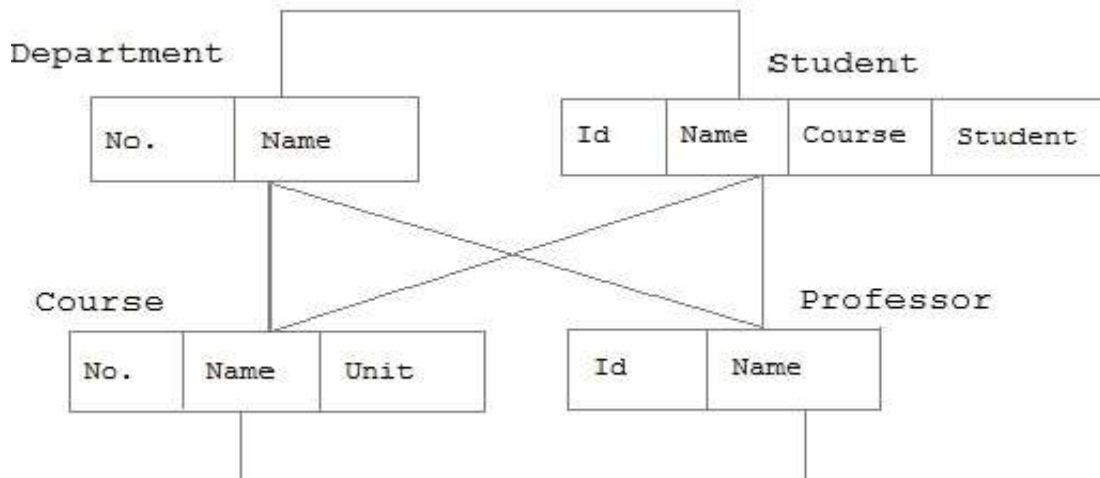 Department
Student
No. Name
Id Name Course Student
Course
Professor
No. Name Unit
Id Name